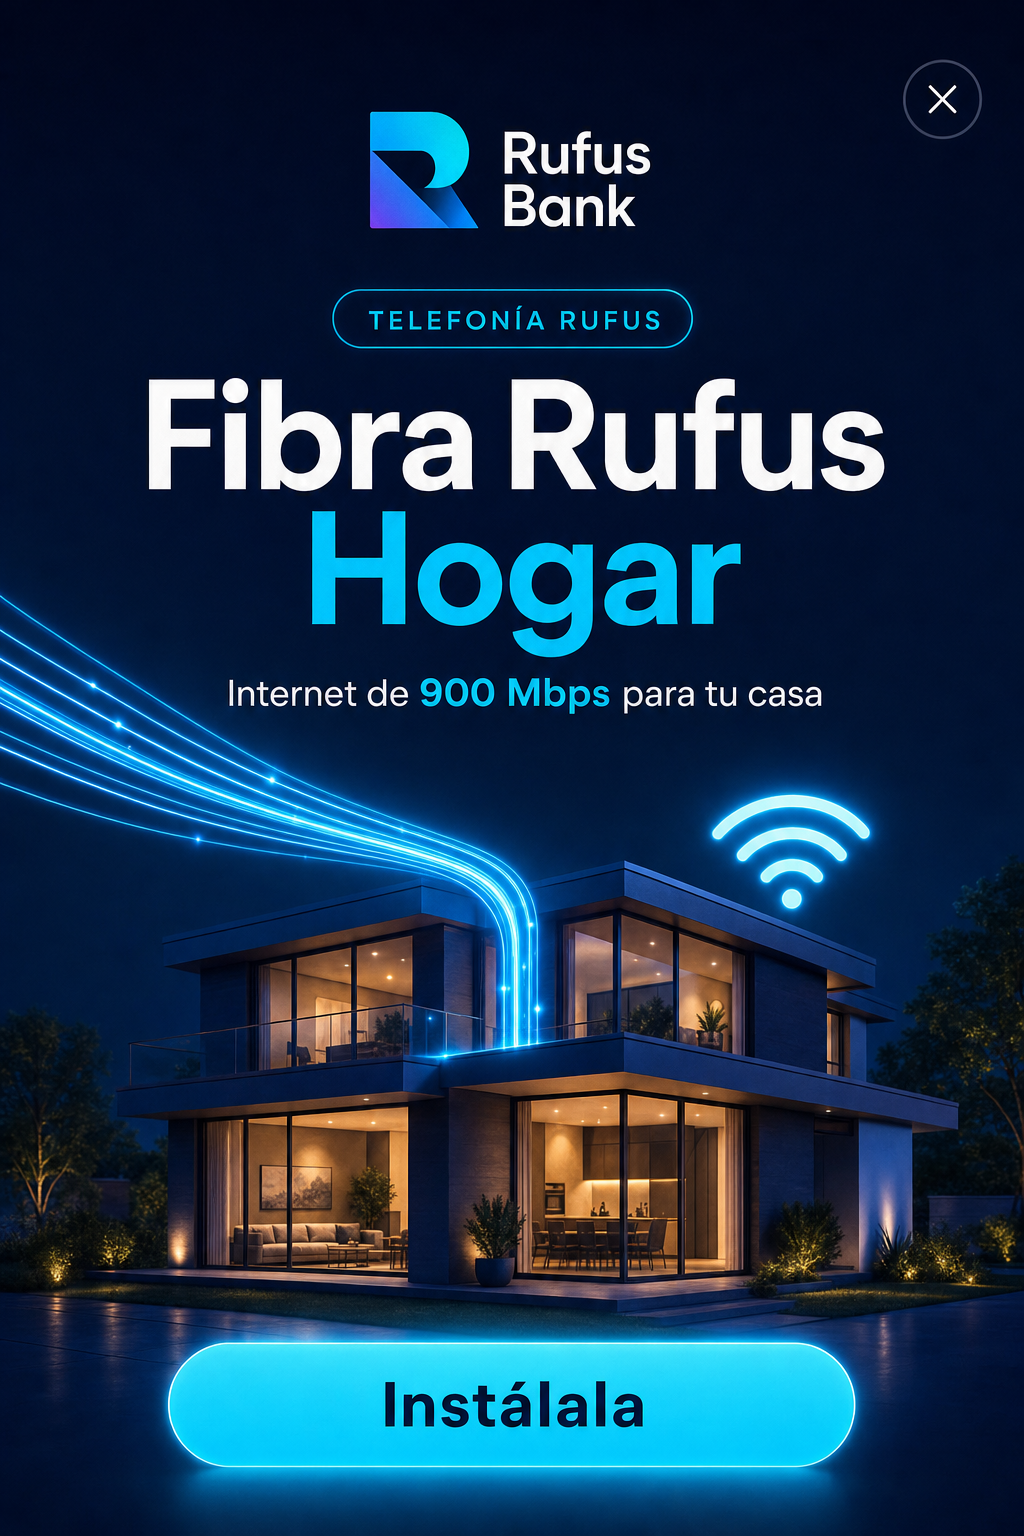 Rufus
Bank
TELEFONÍA RUFUS
Fibra Rufus
Hogar
Internet de 900 Mbps para tu casa
Instálala